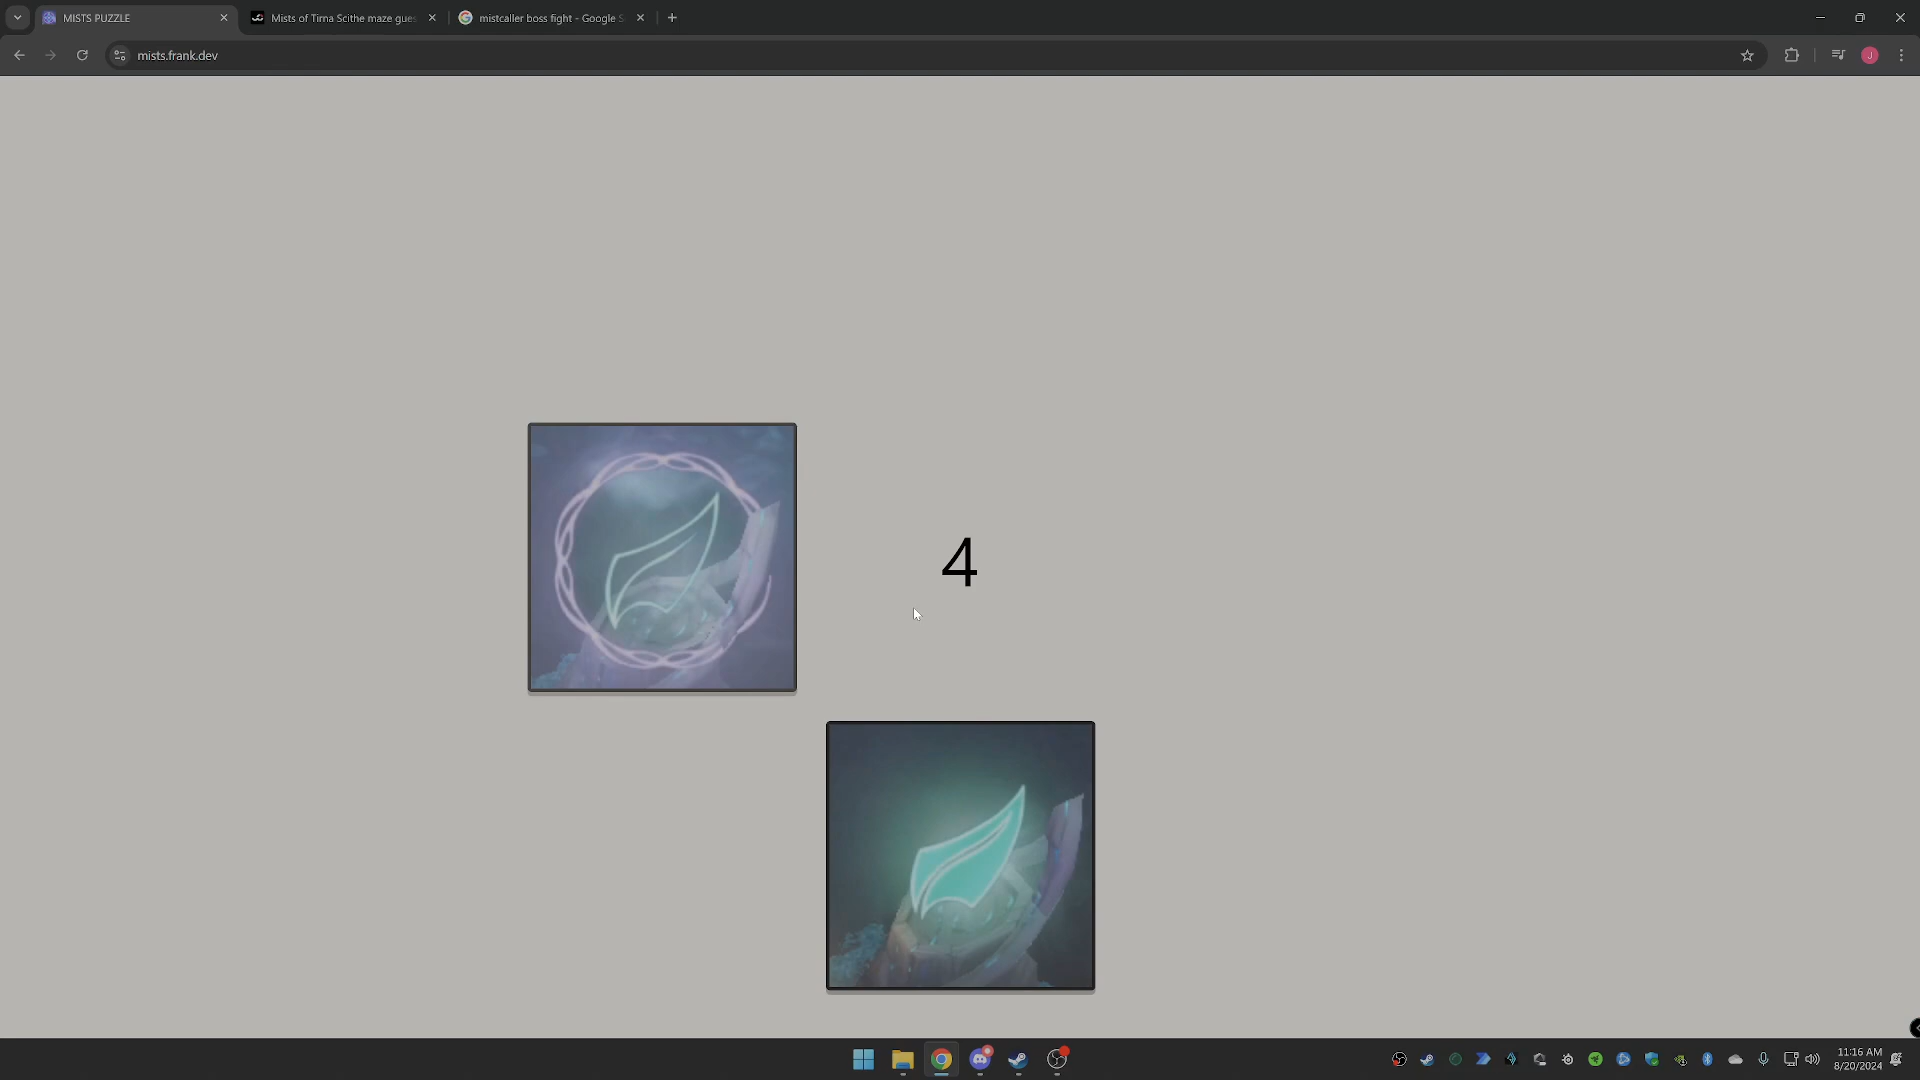 MISTS PUZZLE
Mists of Tirna Scithe maze gues
mistcaller boss fight - Google S
mists.frank.dev
J
4
11:16 AM
8/20/2024